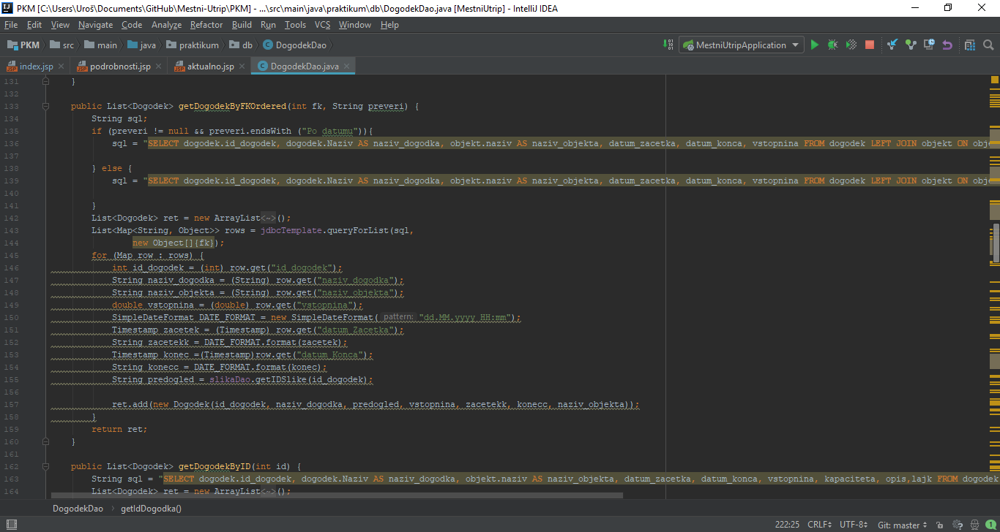 PKM [C:\Users\Uroš\Documents\GitHub\Mestni-Utrip\PKM] - ...\src\main\java\praktikum\db\DogodekDao.java [MestniUtrip] - IntelliJ IDEA
File Edit View Navigate Code Analyze Refactor Build Run Tools VCS Window Help
PKM src main java praktikum db DogodekDao MestniUtripApplication
index.jsp podrobnosti.jsp aktualno.jsp DogodekDao.java
131 }
132
133 public List<Dogodek> getDogodekByFKOrdered(int fk, String preveri) {
134 String sql;
135 if (preveri != null && preveri.endsWith ("Po datumu")){
136 sql = "SELECT dogodek.id_dogodek, dogodek.Naziv AS naziv_dogodka, objekt.naziv AS naziv_objekta, datum_zacetka, datum_konca, vstopnina FROM dogodek LEFT JOIN objekt ON obj
137
138 } else {
139 sql = "SELECT dogodek.id_dogodek, dogodek.Naziv AS naziv_dogodka, objekt.naziv AS naziv_objekta, datum_zacetka, datum_konca, vstopnina FROM dogodek LEFT JOIN objekt ON obj
140
141 }
142 List<Dogodek> ret = new ArrayList<~>();
143 List<Map<String, Object>> rows = jdbcTemplate.queryForList(sql,
144 new Object[]{fk});
145 for (Map row : rows) {
146 int id_dogodek = (int) row.get("id_dogodek");
147 String naziv_dogodka = (String) row.get("naziv_dogodka");
148 String naziv_objekta = (String) row.get("naziv_objekta");
149 double vstopnina = (double) row.get("vstopnina");
150 SimpleDateFormat DATE_FORMAT = new SimpleDateFormat( pattern: "dd.MM.yyyy HH:mm");
151 Timestamp zacetek = (Timestamp) row.get("datum_Zacetka");
152 String zacetekk = DATE_FORMAT.format(zacetek);
153 Timestamp konec =(Timestamp)row.get("datum_Konca");
154 String konecc = DATE_FORMAT.format(konec);
155 String predogled = slikaDao.getIDSlike(id_dogodek);
156
157 ret.add(new Dogodek(id_dogodek, naziv_dogodka, predogled, vstopnina, zacetekk, konecc, naziv_objekta));
158 }
159 return ret;
160 }
161
162 public List<Dogodek> getDogodekByID(int id) {
163 String sql = "SELECT dogodek.id_dogodek, dogodek.Naziv AS naziv_dogodka, objekt.naziv AS naziv_objekta, datum_zacetka, datum_konca, vstopnina, kapaciteta, opis,lajk FROM dogodek
164 List<Dogodek> ret = new ArrayList<~>();
DogodekDao getIdDogodka()
222:25 CRLF UTF-8 Git: master 1